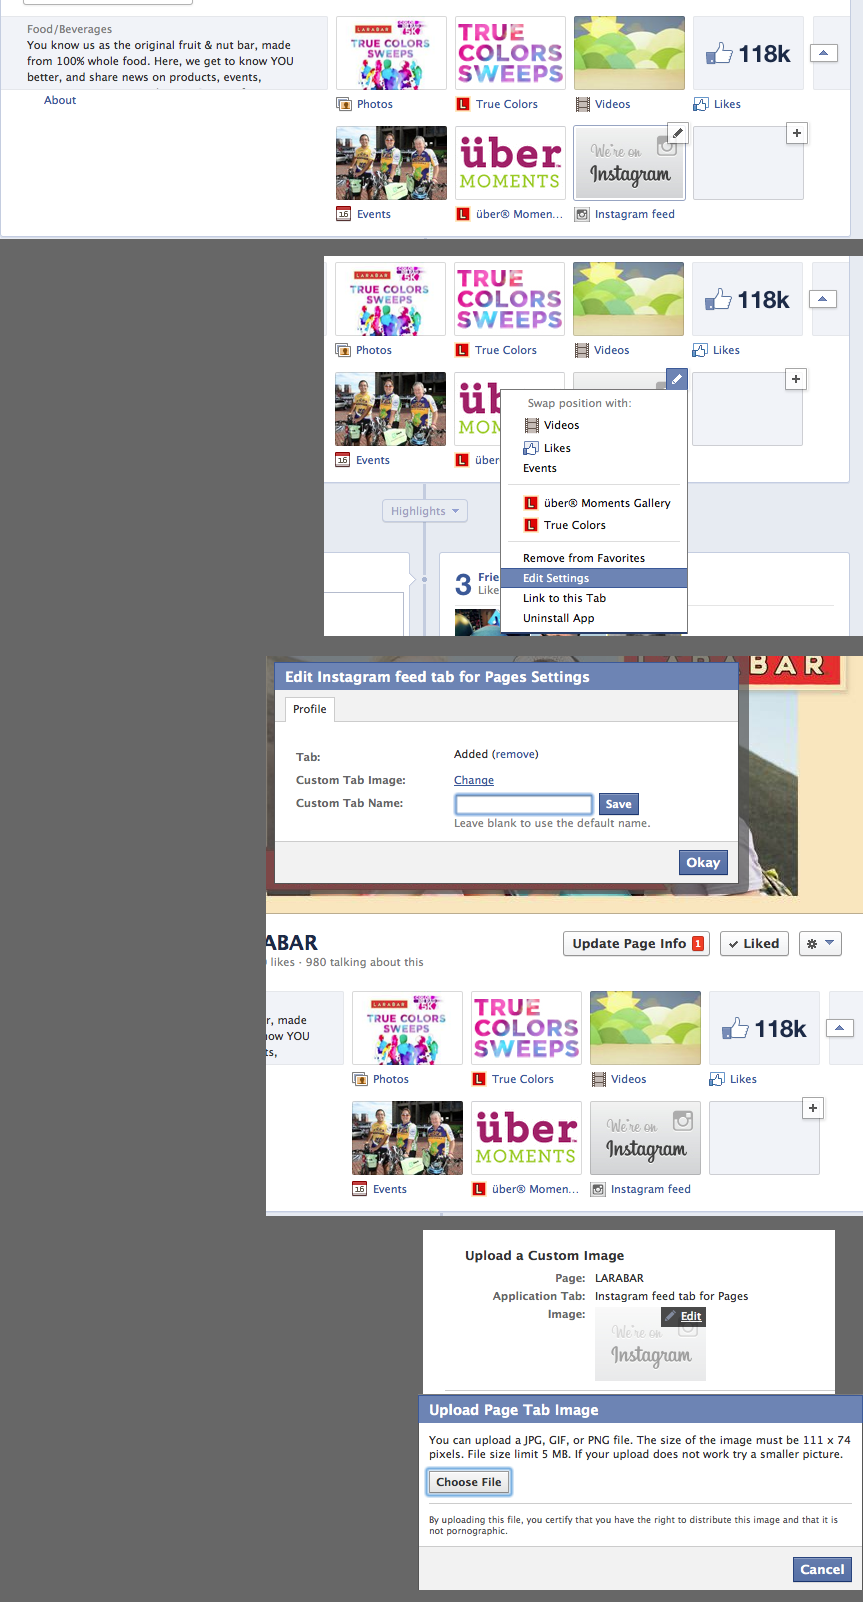 Food/Beverages
You know us as the original fruit & nut bar, made
from 100% whole food. Here, we get to know YOU
better, and share news on products, events,
About
LARABAR
5K
TRUE COLORS
SWEEPS
Photos
TRUE
COLORS
SWEEPS
L True Colors
Videos
118k
Likes
16 Events
über™
MOMENTS
L über® Momen...
We're on
Instagram
Instagram feed
+
LARABAR
5K
TRUE COLORS
SWEEPS
Photos
TRUE
COLORS
SWEEPS
L True Colors
Videos
118k
Likes
16 Events
üb
MOM
L über
+
Swap position with:
Videos
Likes
Events
L über® Moments Gallery
L True Colors
Remove from Favorites
Edit Settings
Link to this Tab
Uninstall App
Highlights
3 Frie
Like
LARABAR
Edit Instagram feed tab for Pages Settings
Profile
Tab: Added (remove)
Custom Tab Image: Change
Custom Tab Name: Save
Leave blank to use the default name.
Okay
ABAR
likes · 980 talking about this
Update Page Info 1
Liked
r, made
now YOU
ts,
LARABAR
5K
TRUE COLORS
SWEEPS
Photos
TRUE
COLORS
SWEEPS
L True Colors
Videos
118k
Likes
16 Events
über™
MOMENTS
L über® Momen...
We're on
Instagram
Instagram feed
+
Upload a Custom Image
Page: LARABAR
Application Tab: Instagram feed tab for Pages
Image:
Edit
We're on
Instagram
Upload Page Tab Image
You can upload a JPG, GIF, or PNG file. The size of the image must be 111 x 74
pixels. File size limit 5 MB. If your upload does not work try a smaller picture.
Choose File
By uploading this file, you certify that you have the right to distribute this image and that it is
not pornographic.
Cancel